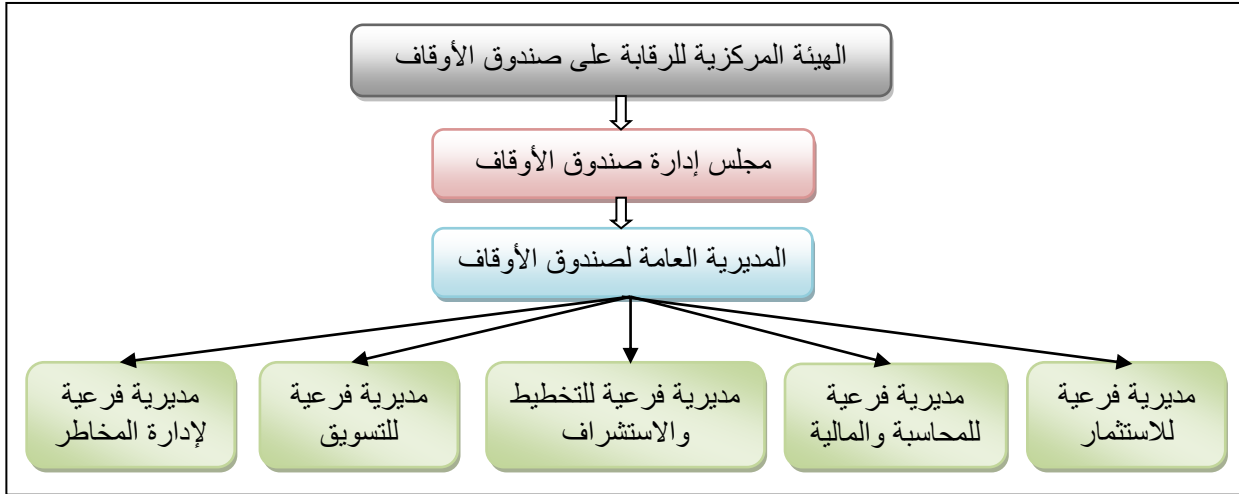 الهيئة المركزية للرقابة على صندوق الأوقاف
مجلس إدارة صندوق الأوقاف
المديرية العامة لصندوق الأوقاف
مديرية فرعية
للاستثمار
مديرية فرعية
للمحاسبة والمالية
مديرية فرعية للتخطيط
والاستشراف
مديرية فرعية
للتسويق
مديرية فرعية
لإدارة المخاطر